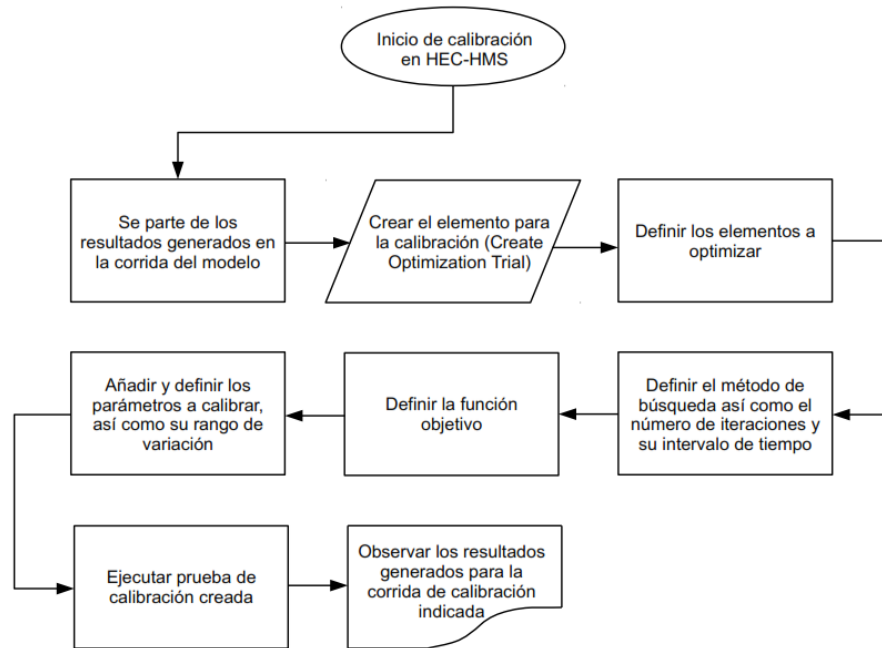 Inicio de calibración
en HEC-HMS
Se parte de los
resultados generados en
la corrida del modelo
Crear el elemento para
la calibración (Create
Optimization Trial)
Definir los elementos a
optimizar
Definir el método de
búsqueda así como el
número de iteraciones y
su intervalo de tiempo
Definir la función
objetivo
Añadir y definir los
parámetros a calibrar,
así como su rango de
variación
Ejecutar prueba de
calibración creada
Observar los resultados
generados para la
corrida de calibración
indicada